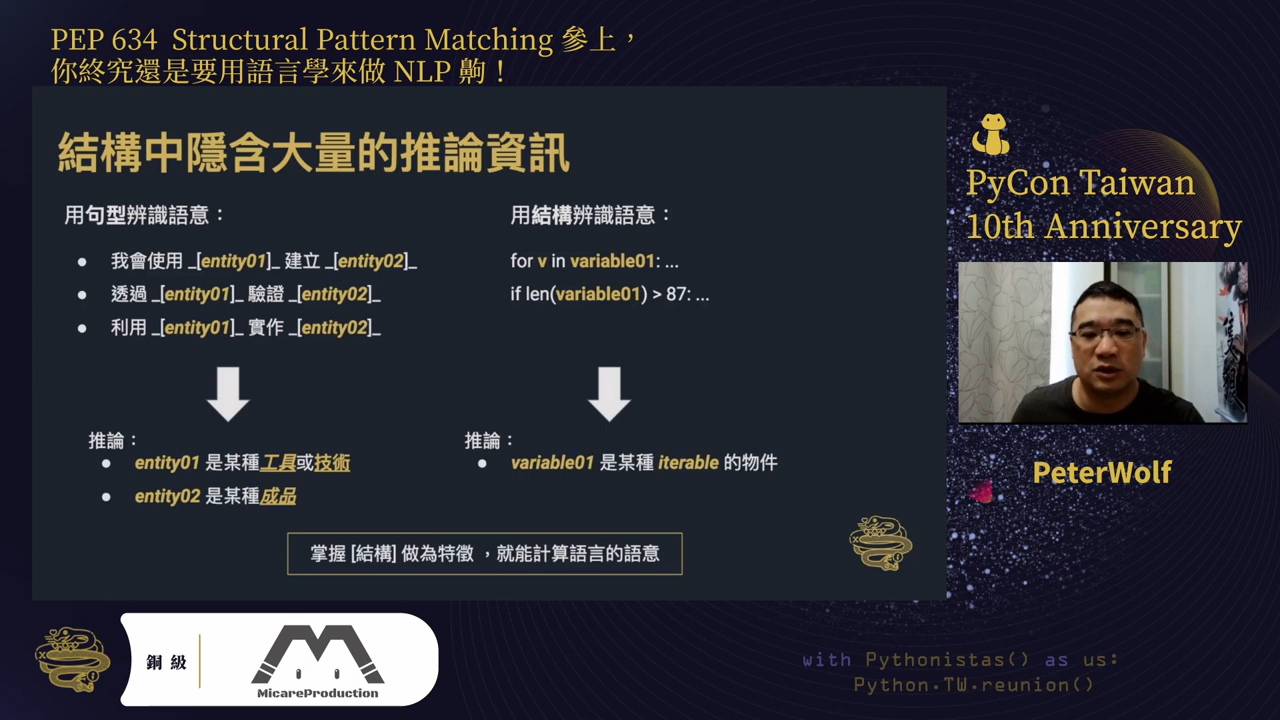 PEP 634 Structural Pattern Matching 參上，
你終究還是要用語言學來做 NLP 齁！
結構中隱含大量的推論資訊
用句型辨識語意：
● 我會使用 _[entity01]_ 建立 _[entity02]_
● 透過 _[entity01]_ 驗證 _[entity02]_
● 利用 _[entity01]_ 實作 _[entity02]_
推論：
● entity01 是某種工具或技術
● entity02 是某種成品
用結構辨識語意：
for v in variable01: ...
if len(variable01) > 87: ...
推論：
● variable01 是某種 iterable 的物件
掌握 [結構] 做為特徵 ，就能計算語言的語意
PyCon Taiwan
10th Anniversary
PeterWolf
銅級
MicareProduction
with Pythonistas() as us:
Python.TW.reunion()